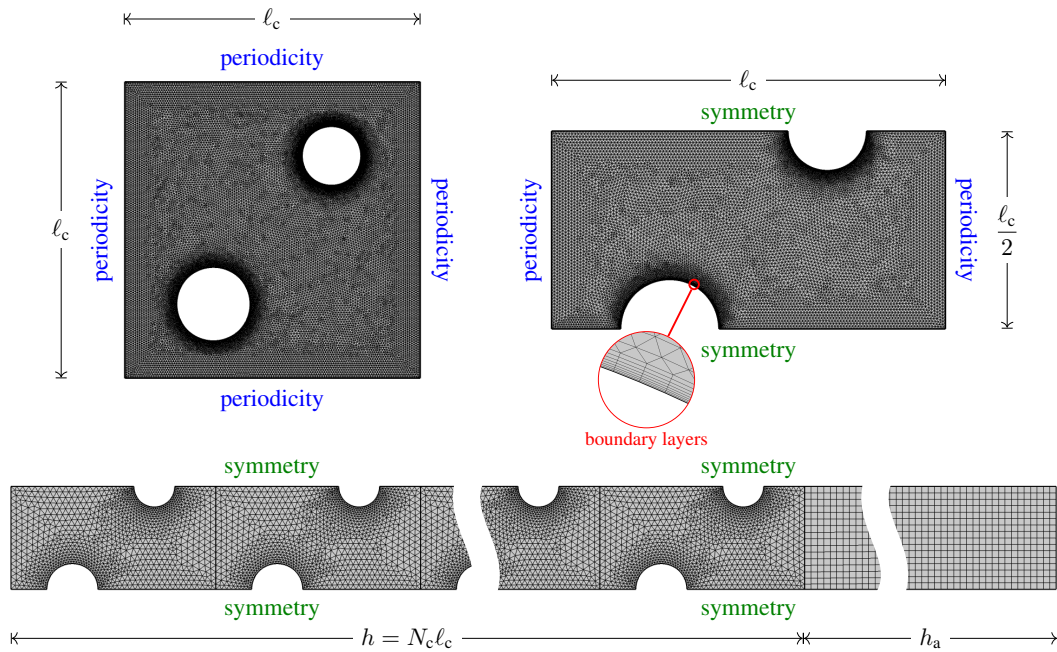 ℓc
periodicity
ℓc
periodicity
periodicity
periodicity
ℓc
symmetry
periodicity
periodicity
ℓc
2
symmetry
boundary layers
symmetry
symmetry
symmetry
symmetry
h = Ncℓc
ha